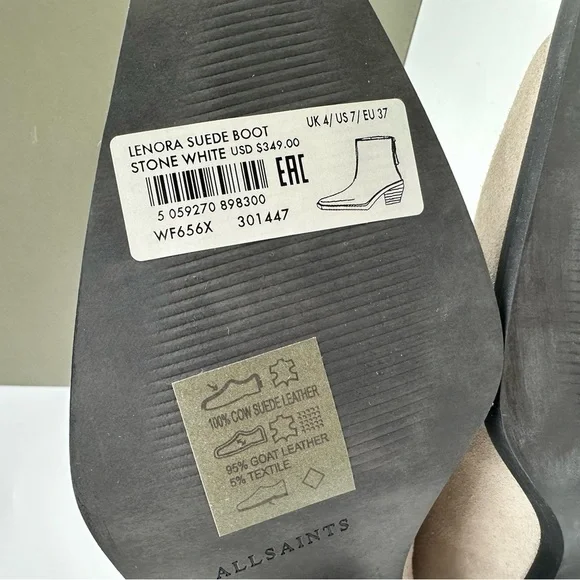 LENORA SUEDE BOOT
UK 4/ US 7/ EU 37
STONE WHITE USD $349.00
EAC
5 059270 898300
WF656X 301447
100% COW SUEDE LEATHER
95% GOAT LEATHER
5% TEXTILE
ALLSAINTS